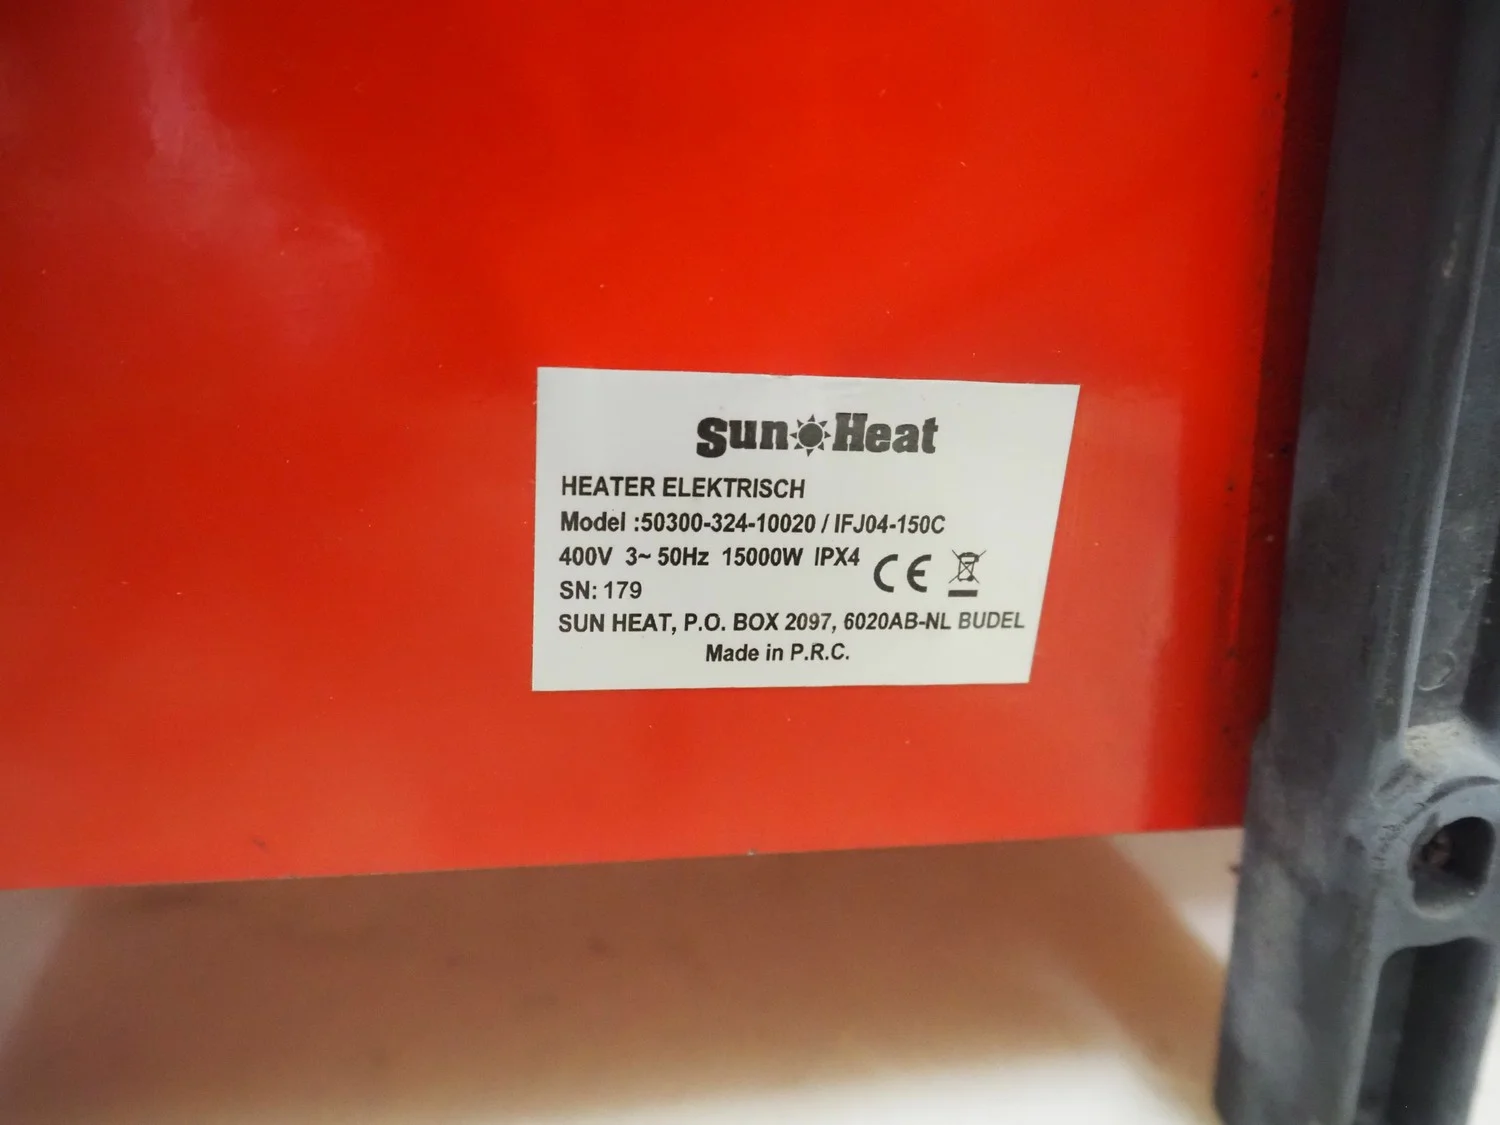 Sun Heat
HEATER ELEKTRISCH
Model :50300-324-10020 / IFJ04-150C
400V 3~ 50Hz 15000W IPX4 CE
SN: 179
SUN HEAT, P.O. BOX 2097, 6020AB-NL BUDEL
Made in P.R.C.